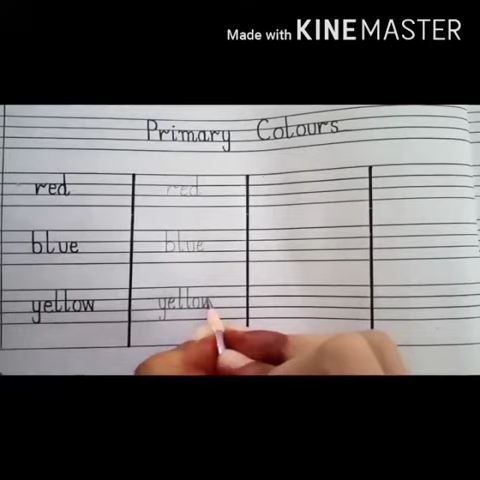 Made with KINEMASTER
Primary Colours
red red
blue blue
yellow yellow